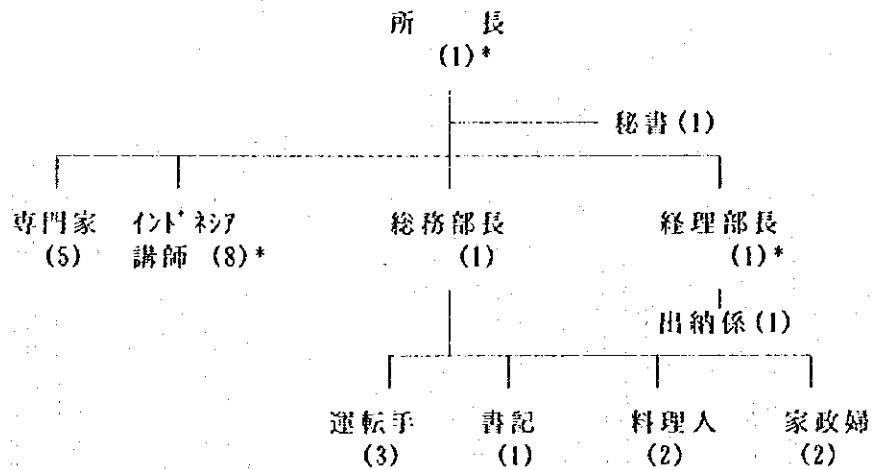 所 長
(1)*
秘書(1)
専門家 インドネシア 総務部長 経理部長
(5) 講師 (8)* (1) (1)*
出納係(1)
運転手 書記 料理人 家政婦
(3) (1) (2) (2)